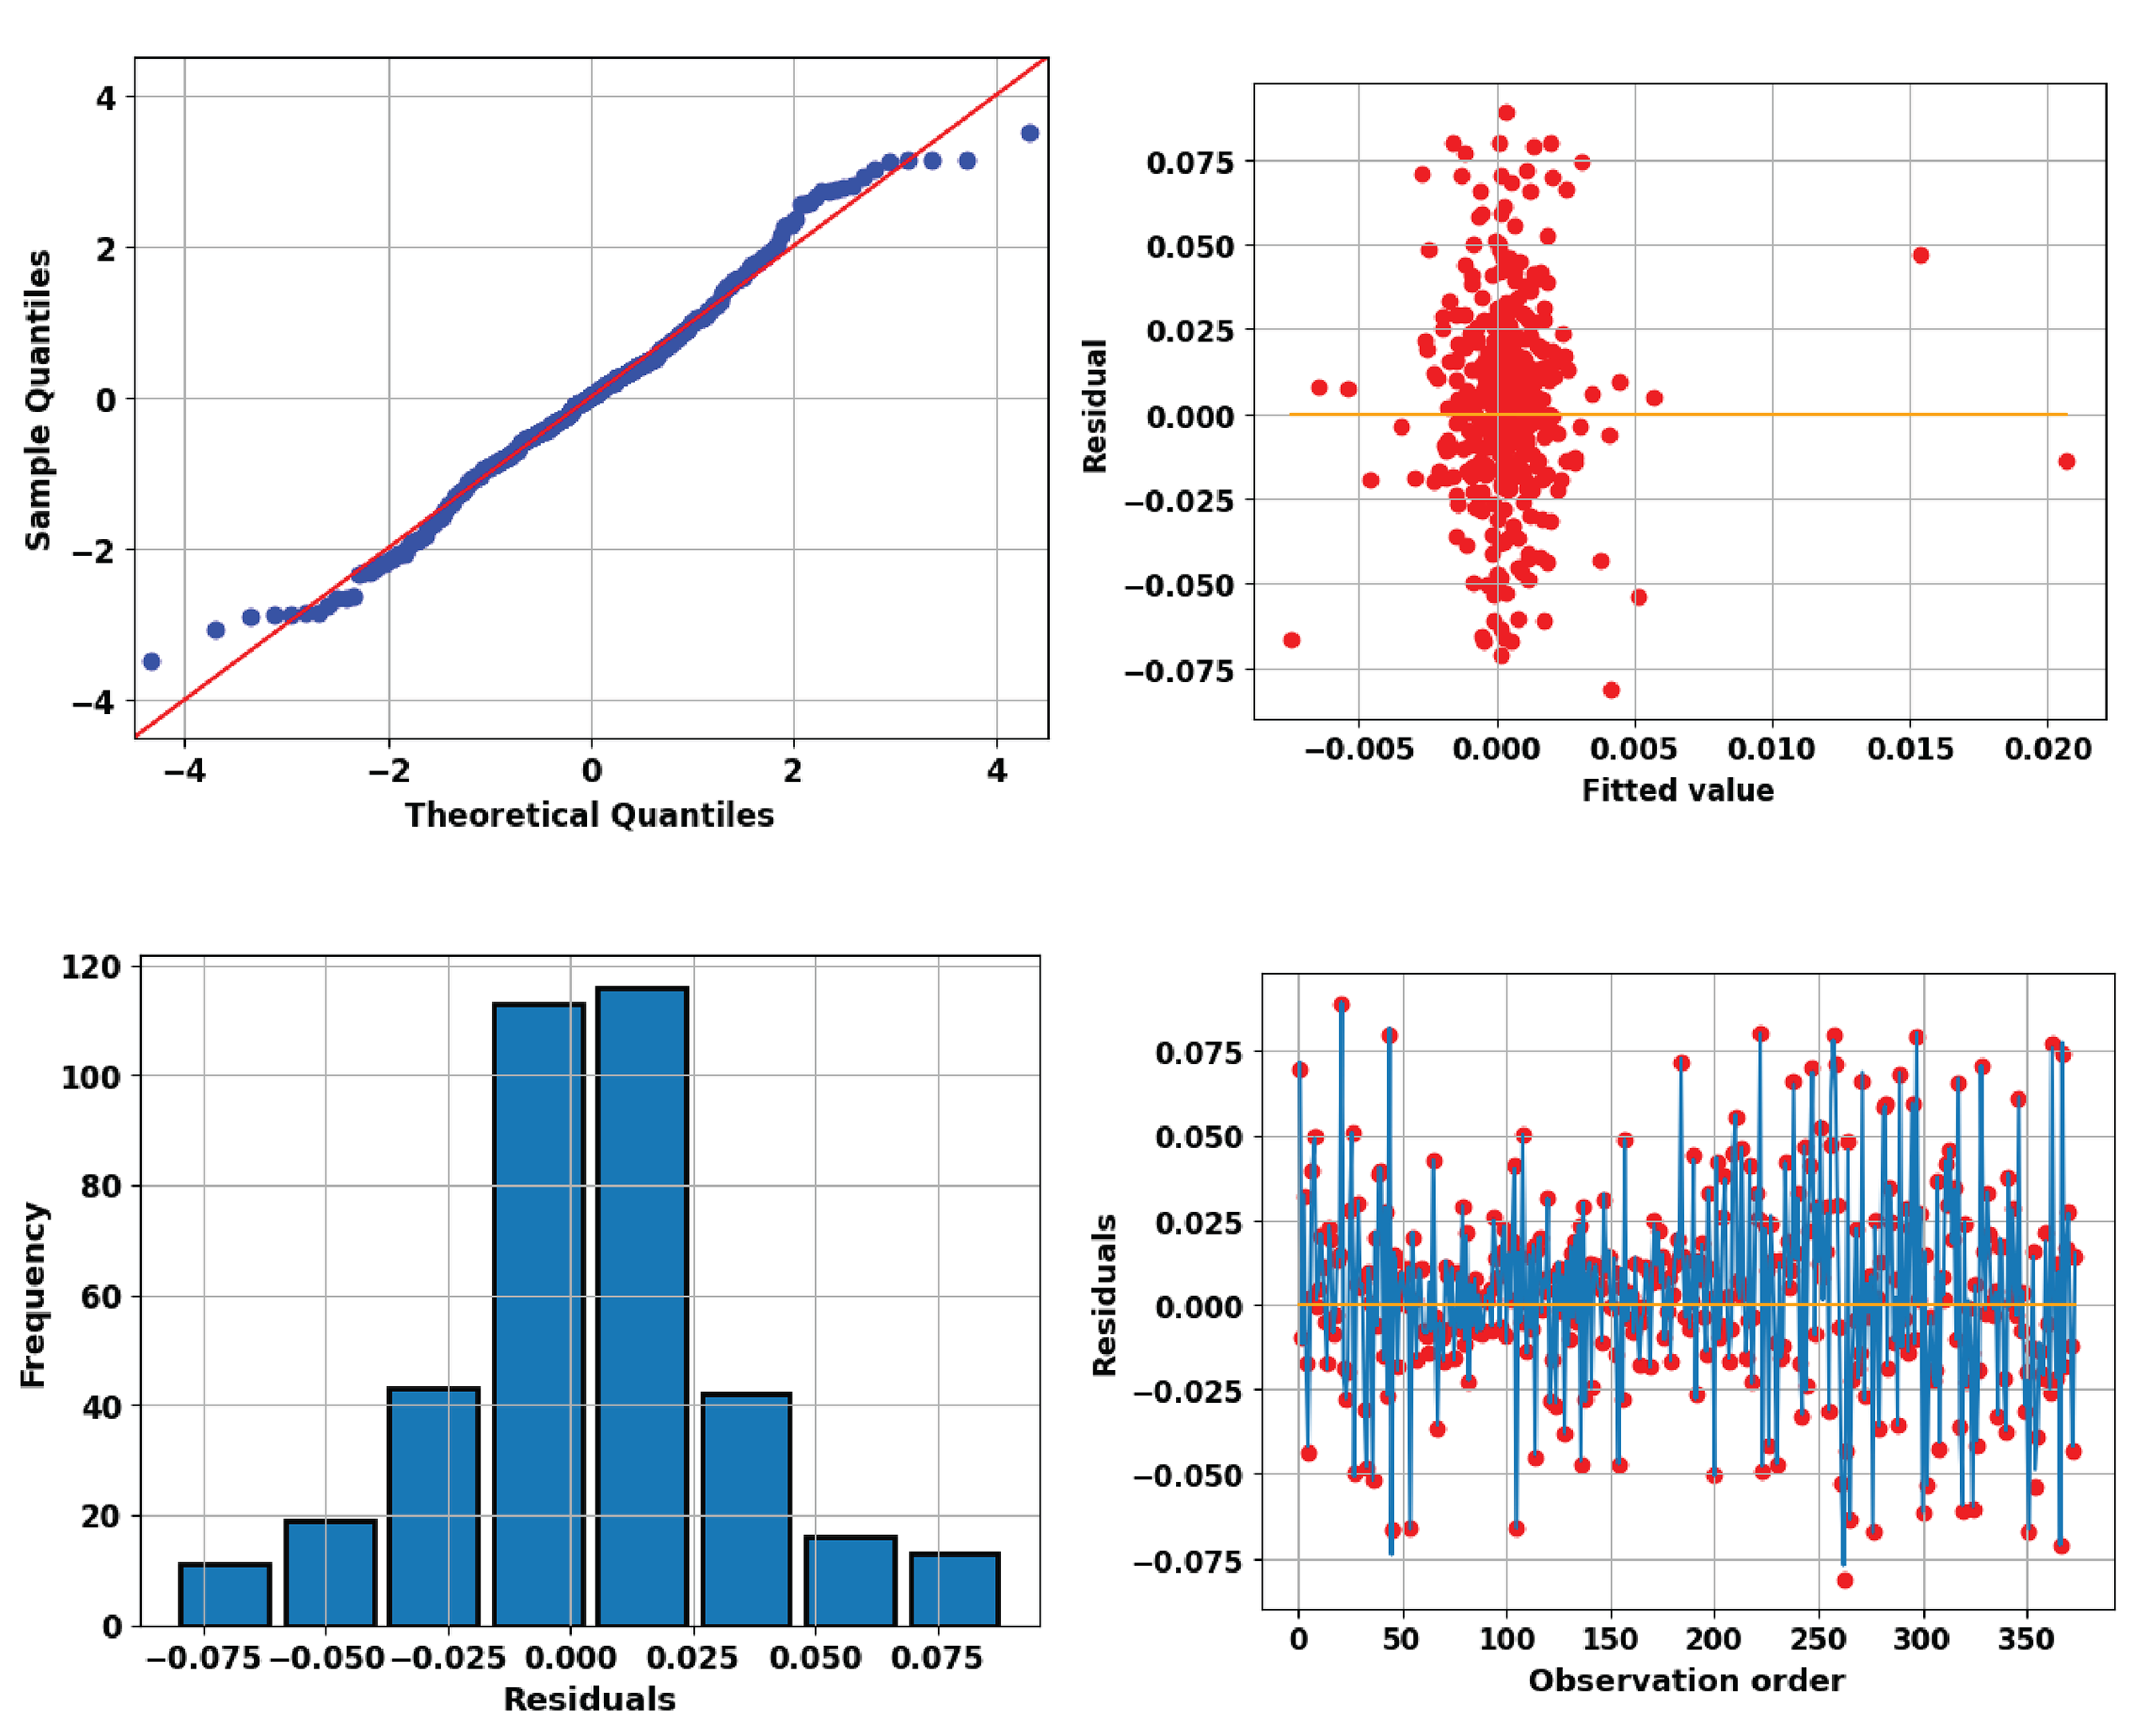 4
2
0
−2
−4
Sample Quantiles
−4 −2 0 2 4
Theoretical Quantiles
0.075
0.050
0.025
0.000
−0.025
−0.050
−0.075
Residual
−0.005 0.000 0.005 0.010 0.015 0.020
Fitted value
120
100
80
60
40
20
0
Frequency
−0.075 −0.050 −0.025 0.000 0.025 0.050 0.075
Residuals
0.075
0.050
0.025
0.000
−0.025
−0.050
−0.075
Residuals
0 50 100 150 200 250 300 350
Observation order